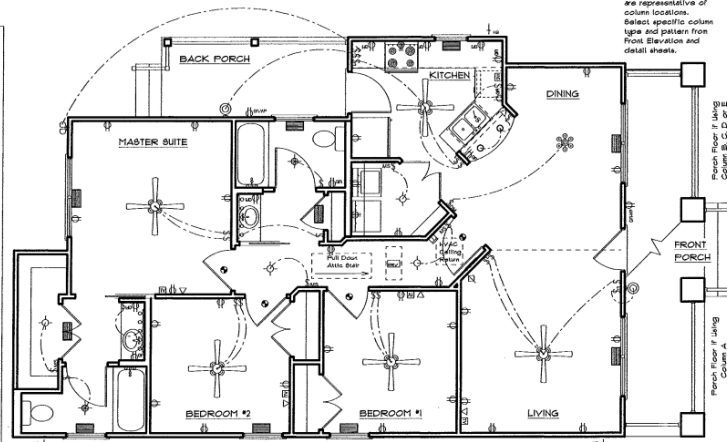 are representative of
column locations.
Select specific column
type and pattern from
Front Elevation and
detail sheets.
BACK PORCH
KITCHEN
DINING
MASTER SUITE
Porch Floor if Using
Column B, C, D or E
Pull Down
Attic Stair
HVAC
Ceiling
Return
FRONT
PORCH
BEDROOM #2
BEDROOM #1
LIVING
Porch Floor if Using
Column A